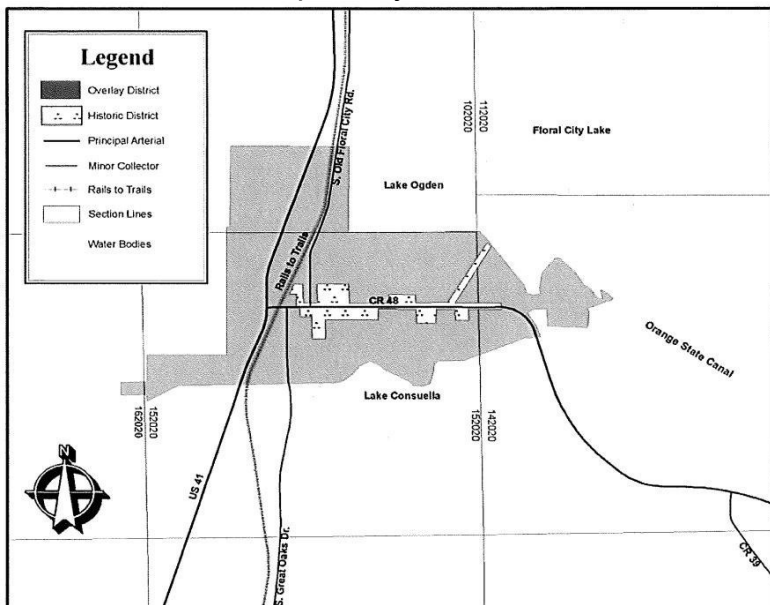 Legend
Overlay District
Historic District
Principal Arterial
Minor Collector
Rails to Trails
Section Lines
Water Bodies
S. Old Floral City Rd.
102020
112020
Floral City Lake
Lake Ogden
Rails to Trails
CR 48
Orange State Canal
Lake Consuella
162020
152020
152020
142020
N
US 41
S. Great Oaks Dr.
CR 39